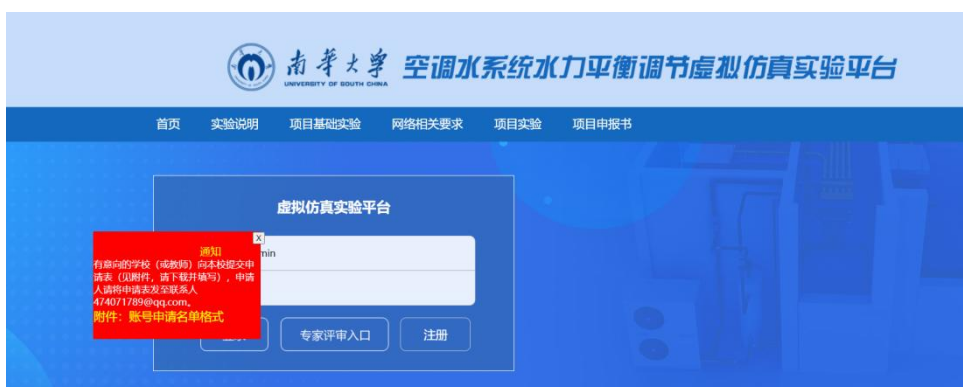 南华大学
UNIVERSITY OF SOUTH CHINA
空调水系统水力平衡调节虚拟仿真实验平台
首页 实验说明 项目基础实验 网络相关要求 项目实验 项目申报书
虚拟仿真实验平台
X
通知
min
有意向的学校（或教师）向本校提交申
请表（见附件，请下载并填写），申请
人请将申请表发至联系人
474071789@qq.com。
附件：账号申请名单格式
专家评审入口 注册